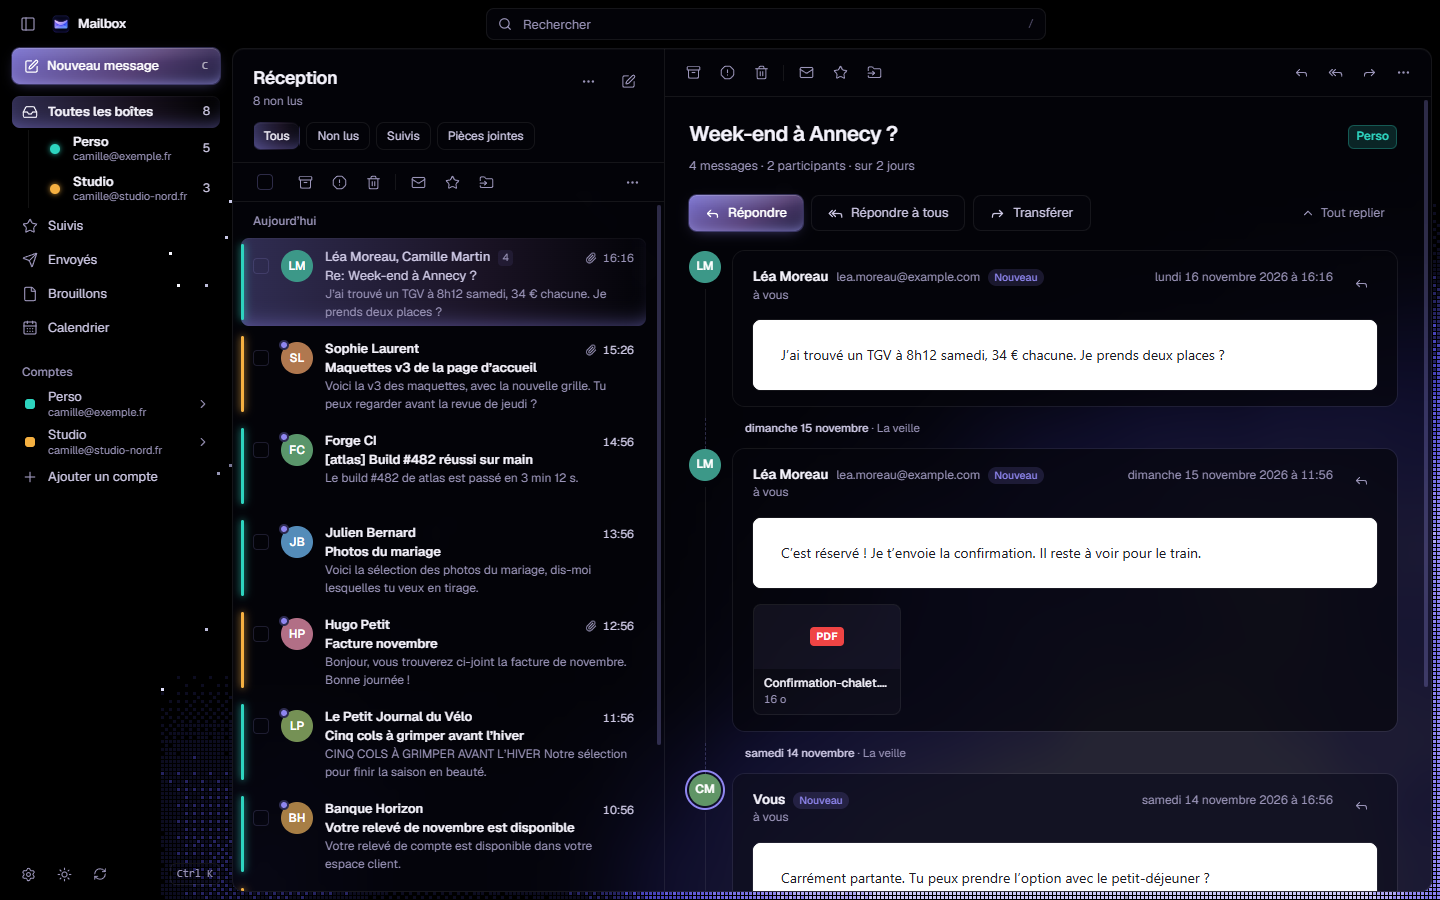 Mailbox
Rechercher
/
Nouveau message
C
Toutes les boîtes
8
Perso
camille@exemple.fr
5
Studio
camille@studio-nord.fr
3
Suivis
Envoyés
Brouillons
Calendrier
Comptes
Perso
camille@exemple.fr
Studio
camille@studio-nord.fr
Ajouter un compte
Ctrl K
Réception
8 non lus
Tous
Non lus
Suivis
Pièces jointes
Aujourd'hui
LM
Léa Moreau, Camille Martin
4
16:16
Re: Week-end à Annecy ?
J'ai trouvé un TGV à 8h12 samedi, 34 € chacune. Je
prends deux places ?
SL
Sophie Laurent
15:26
Maquettes v3 de la page d'accueil
Voici la v3 des maquettes, avec la nouvelle grille. Tu
peux regarder avant la revue de jeudi ?
FC
Forge CI
14:56
[atlas] Build #482 réussi sur main
Le build #482 de atlas est passé en 3 min 12 s.
JB
Julien Bernard
13:56
Photos du mariage
Voici la sélection des photos du mariage, dis-moi
lesquelles tu veux en tirage.
HP
Hugo Petit
12:56
Facture novembre
Bonjour, vous trouverez ci-joint la facture de novembre.
Bonne journée !
LP
Le Petit Journal du Vélo
11:56
Cinq cols à grimper avant l'hiver
CINQ COLS À GRIMPER AVANT L'HIVER Notre sélection
pour finir la saison en beauté.
BH
Banque Horizon
10:56
Votre relevé de novembre est disponible
Votre relevé de compte est disponible dans votre
espace client.
Week-end à Annecy ?
Perso
4 messages · 2 participants · sur 2 jours
Répondre
Répondre à tous
Transférer
Tout replier
LM
Léa Moreau
lea.moreau@example.com
Nouveau
lundi 16 novembre 2026 à 16:16
à vous
J'ai trouvé un TGV à 8h12 samedi, 34 € chacune. Je prends deux places ?
dimanche 15 novembre · La veille
LM
Léa Moreau
lea.moreau@example.com
Nouveau
dimanche 15 novembre 2026 à 11:56
à vous
C'est réservé ! Je t'envoie la confirmation. Il reste à voir pour le train.
PDF
Confirmation-chalet....
16 o
samedi 14 novembre · La veille
CM
Vous
Nouveau
samedi 14 novembre 2026 à 16:56
à vous
Carrément partante. Tu peux prendre l'option avec le petit-déjeuner ?